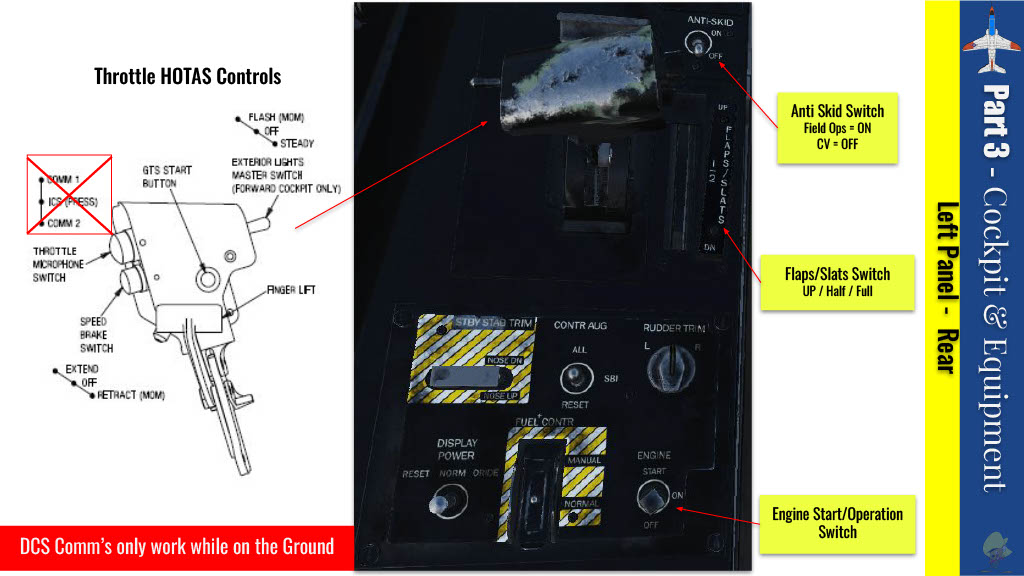 Throttle HOTAS Controls
FLASH (MOM)
OFF
STEADY
EXTERIOR LIGHTS
MASTER SWITCH
(FORWARD COCKPIT ONLY)
GTS START
BUTTON
COMM 1
ICS (PRESS)
COMM 2
THROTTLE
MICROPHONE
SWITCH
FINGER LIFT
SPEED
BRAKE
SWITCH
EXTEND
OFF
RETRACT (MOM)
DCS Comm's only work while on the Ground
ANTI-SKID
ON
OFF
UP
FLAPS/SLATS
1/2
DN
STBY STAB TRIM
NOSE DN
NOSE UP
CONTR AUG
ALL
SBI
RESET
RUDDER TRIM
L R
FUEL CONTR
MANUAL
NORMAL
DISPLAY
POWER
RESET NORM ORIDE
ENGINE
START
ON
OFF
Anti Skid Switch
Field Ops = ON
CV = OFF
Flaps/Slats Switch
UP / Half / Full
Engine Start/Operation
Switch
Part 3 - Cockpit & Equipment
Left Panel - Rear